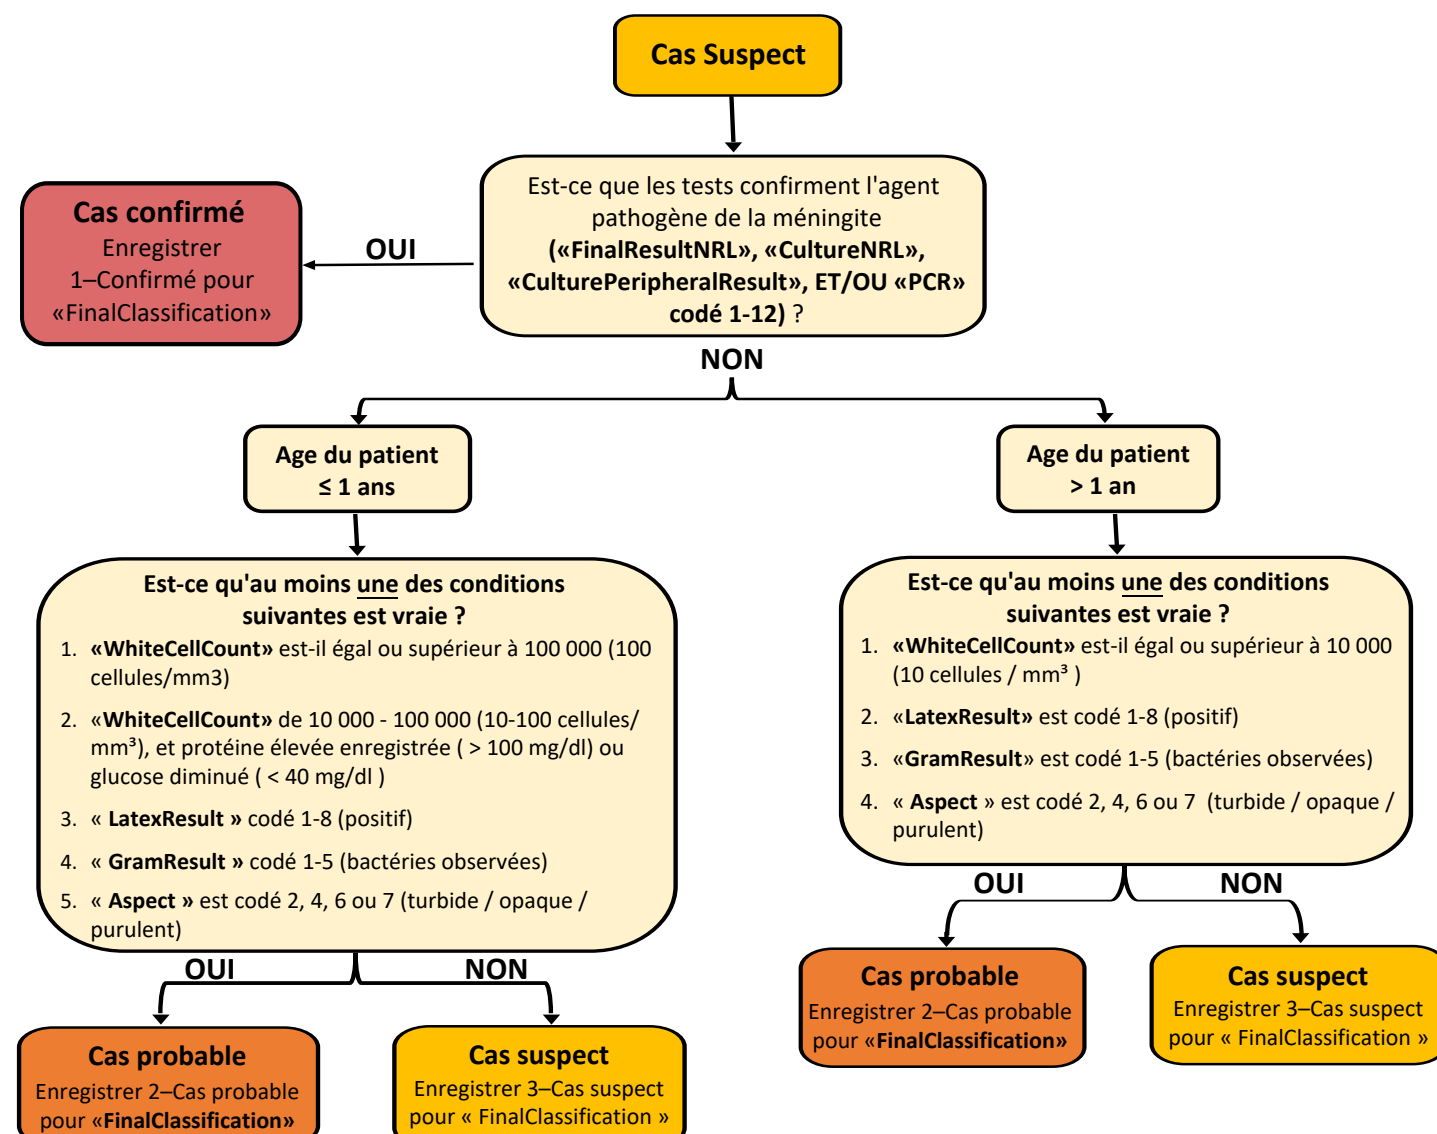 Cas Suspect
Est-ce que les tests confirment l'agent
pathogène de la méningite
(«FinalResultNRL», «CultureNRL»,
«CulturePeripheralResult», ET/OU «PCR»
codé 1-12) ?
OUI
Cas confirmé
Enregistrer
1–Confirmé pour
«FinalClassification»
NON
Age du patient
≤ 1 ans
Est-ce qu'au moins une des conditions
suivantes est vraie ?
1. «WhiteCellCount» est-il égal ou supérieur à 100 000 (100
cellules/mm3)
2. «WhiteCellCount» de 10 000 - 100 000 (10-100 cellules/
mm³), et protéine élevée enregistrée ( > 100 mg/dl) ou
glucose diminué ( < 40 mg/dl )
3. « LatexResult » codé 1-8 (positif)
4. « GramResult » codé 1-5 (bactéries observées)
5. « Aspect » est codé 2, 4, 6 ou 7 (turbide / opaque /
purulent)
OUI
NON
Cas probable
Enregistrer 2–Cas probable
pour «FinalClassification»
Cas suspect
Enregistrer 3–Cas suspect
pour « FinalClassification »
Age du patient
> 1 an
Est-ce qu'au moins une des conditions
suivantes est vraie ?
1. «WhiteCellCount» est-il égal ou supérieur à 10 000
(10 cellules / mm³ )
2. «LatexResult» est codé 1-8 (positif)
3. «GramResult» est codé 1-5 (bactéries observées)
4. « Aspect » est codé 2, 4, 6 ou 7 (turbide / opaque /
purulent)
OUI
NON
Cas probable
Enregistrer 2–Cas probable
pour «FinalClassification»
Cas suspect
Enregistrer 3–Cas suspect
pour « FinalClassification »